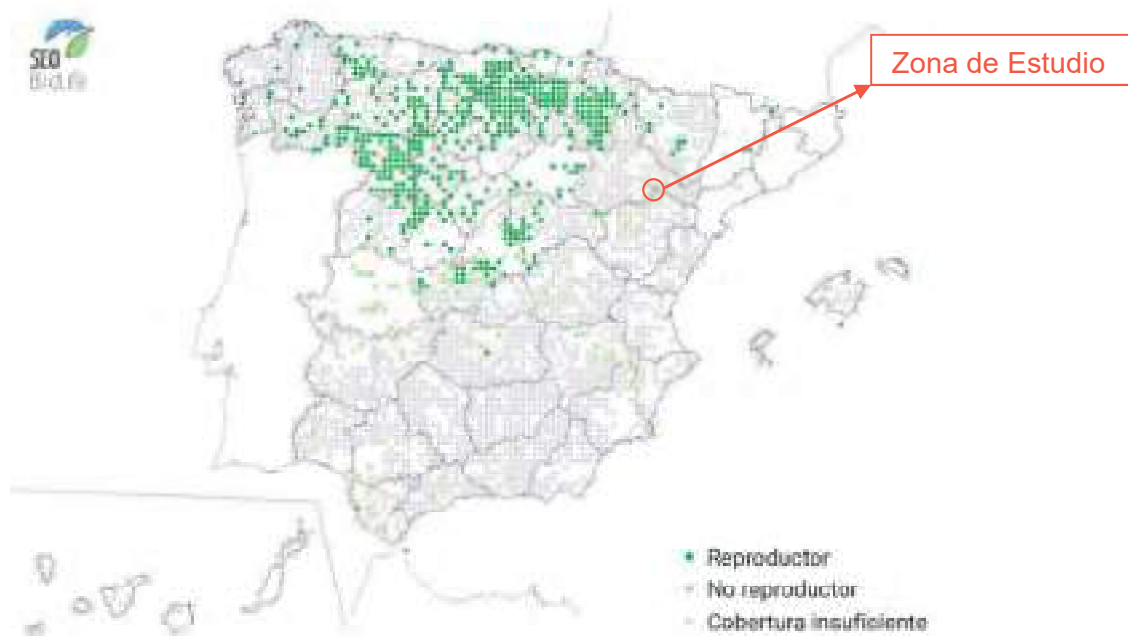 SEO
BirdLife
Zona de Estudio
Reproductor
No reproductor
Cobertura insuficiente